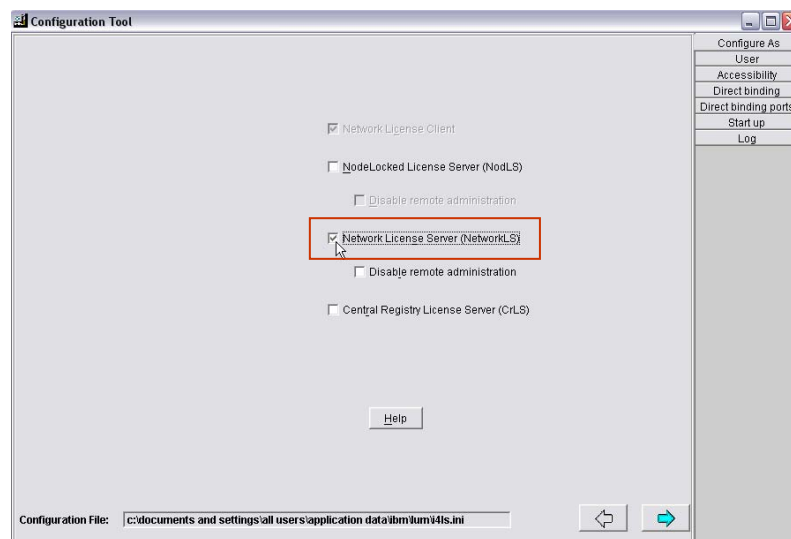 Configuration Tool
Configure As
User
Accessibility
Direct binding
Direct binding ports
Start up
Log
Network License Client
NodeLocked License Server (NodLS)
Disable remote administration
Network License Server (NetworkLS)
Disable remote administration
Central Registry License Server (CrLS)
Help
Configuration File: c:\documents and settings\all users\application data\ibm\lum\i4ls.ini